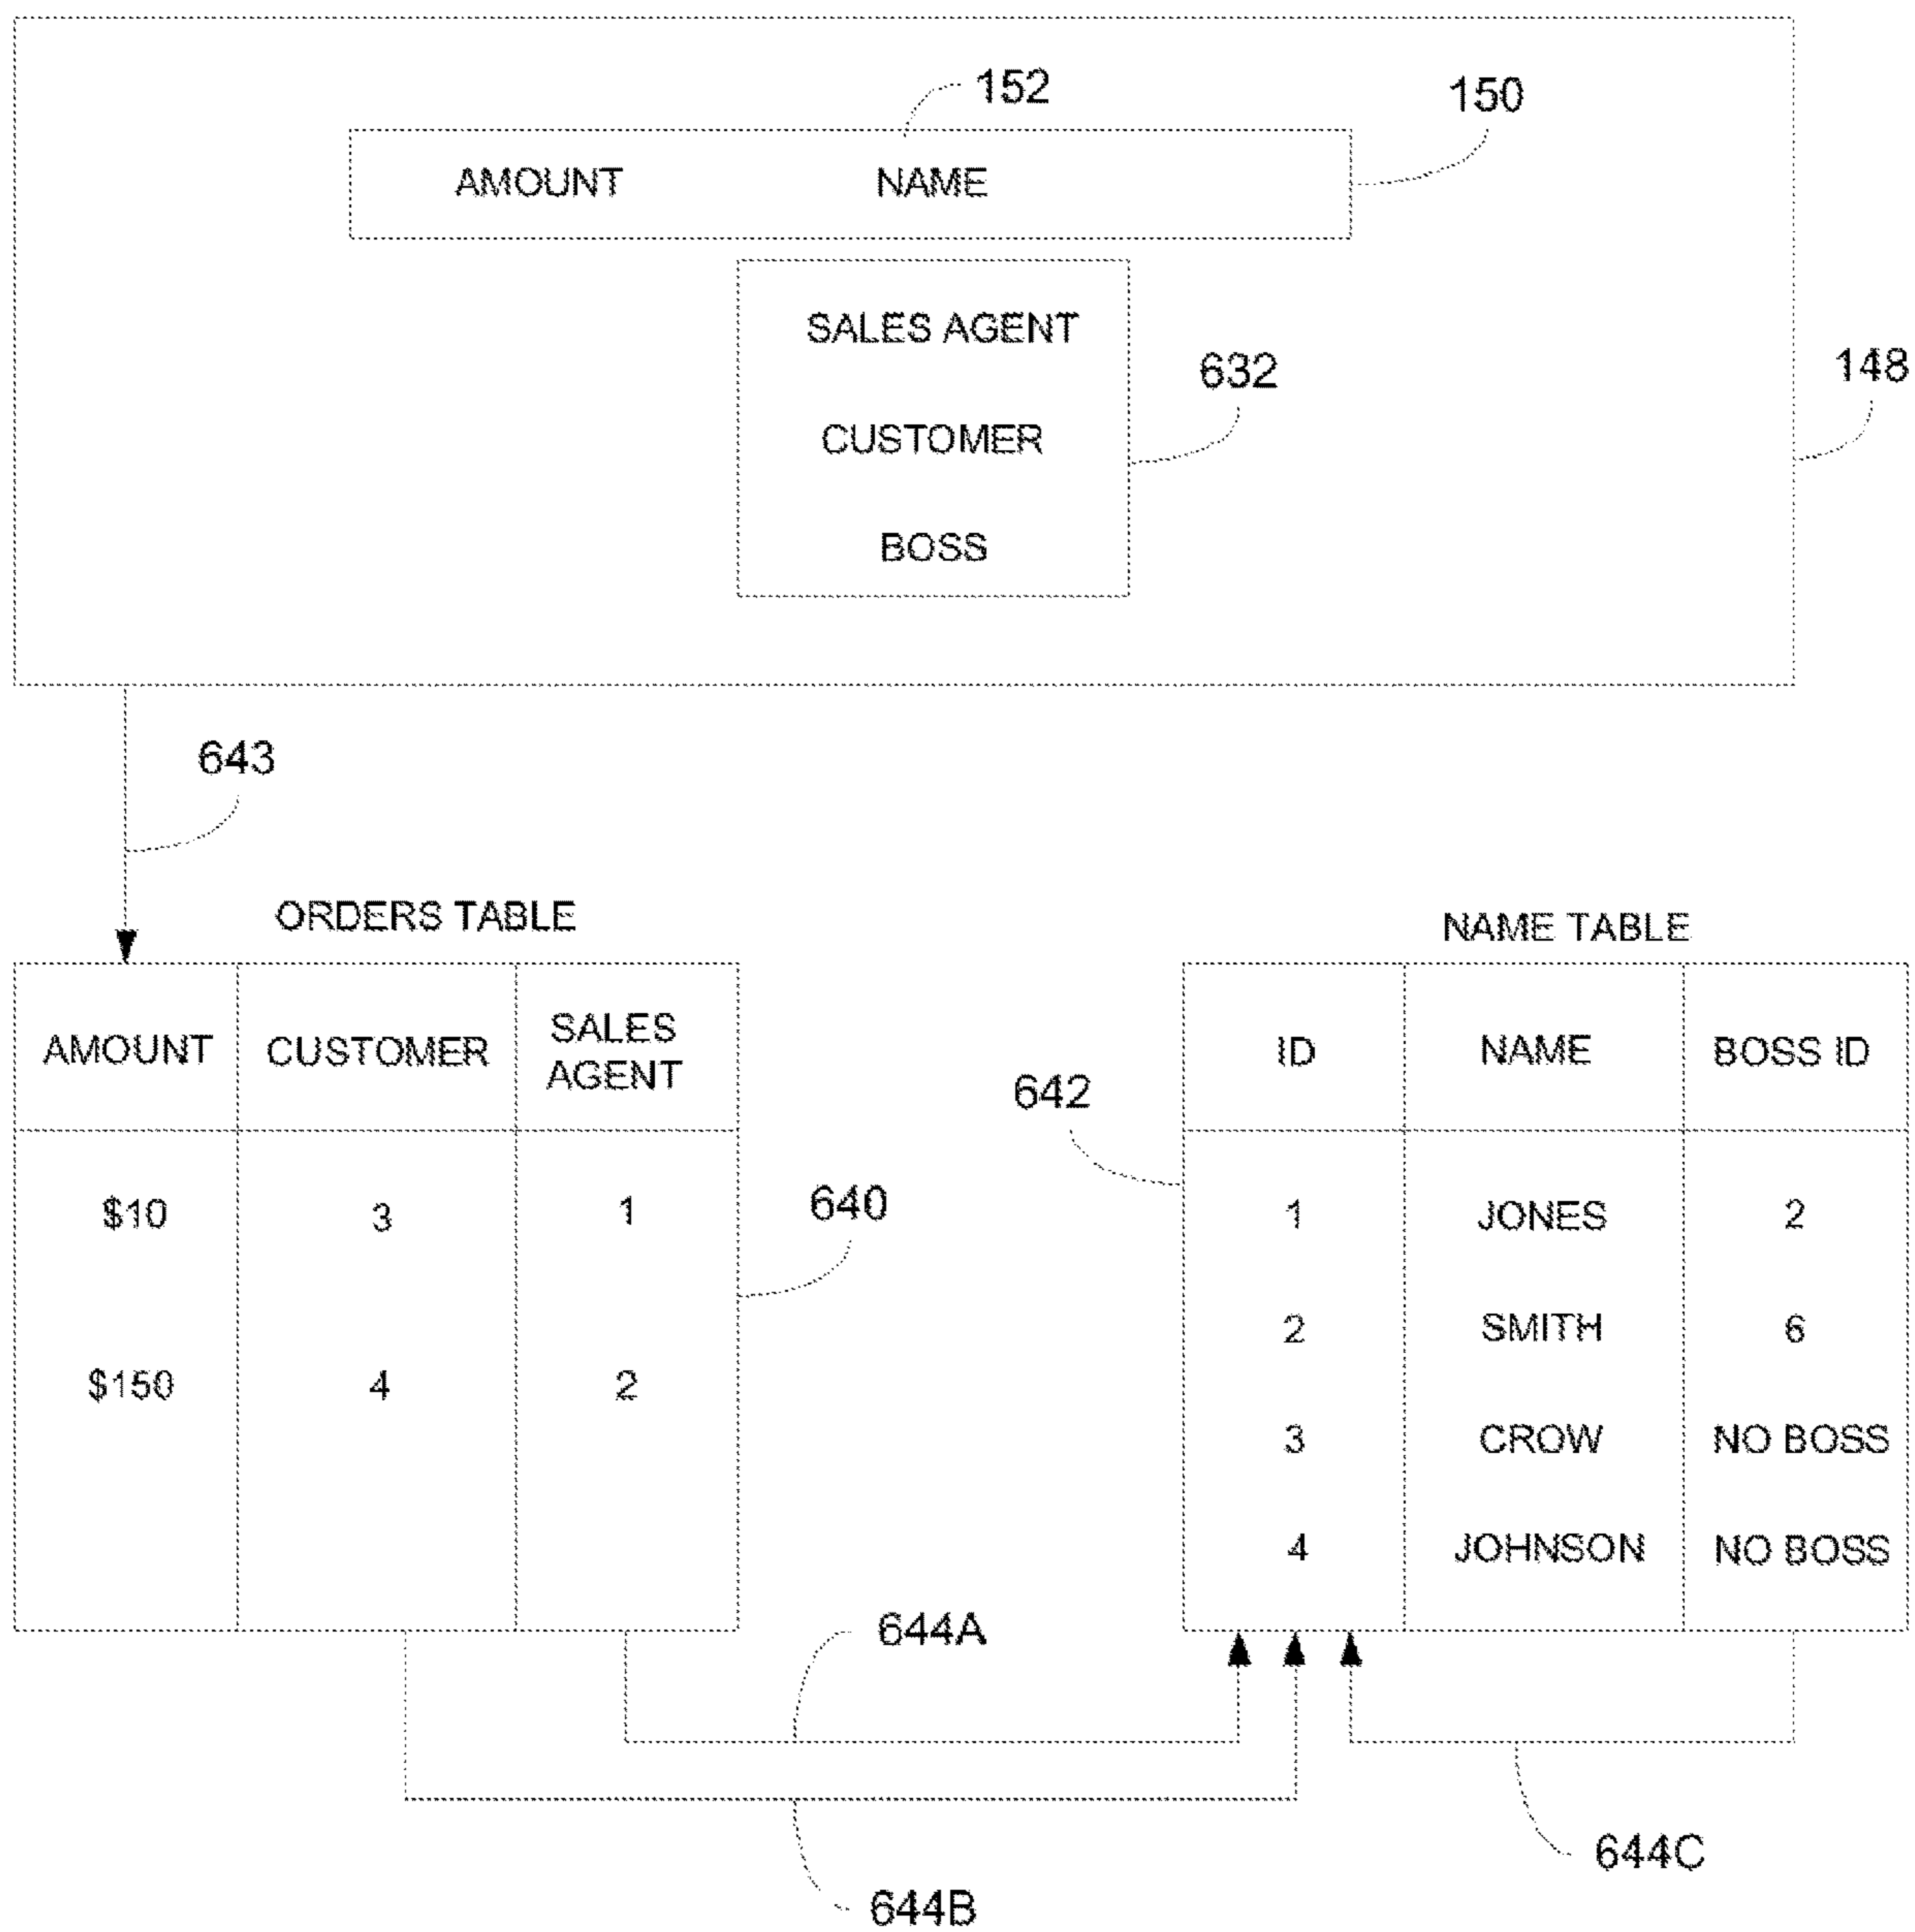 152
150
AMOUNT NAME
SALES AGENT
632
148
CUSTOMER
BOSS
643
ORDERS TABLE
NAME TABLE
AMOUNT CUSTOMER SALES AGENT
ID NAME BOSS ID
642
$10 3 1
640
1 JONES 2
2 SMITH 6
$150 4 2
3 CROW NO BOSS
4 JOHNSON NO BOSS
644A
644C
644B